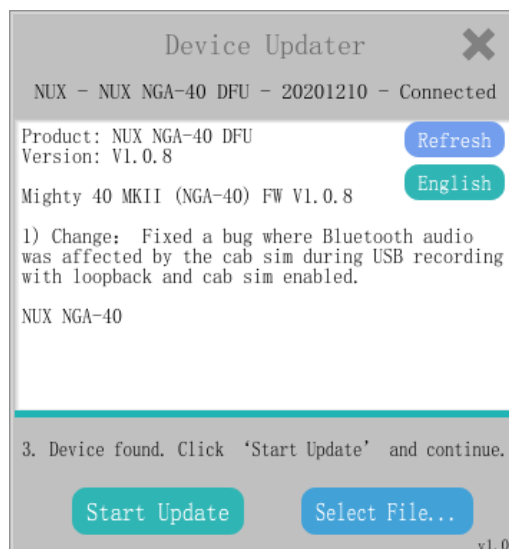 Device Updater
NUX - NUX NGA-40 DFU - 20201210 - Connected
Product: NUX NGA-40 DFU
Version: V1.0.8
Refresh
English
Mighty 40 MKII (NGA-40) FW V1.0.8
1) Change: Fixed a bug where Bluetooth audio
was affected by the cab sim during USB recording
with loopback and cab sim enabled.
NUX NGA-40
3. Device found. Click ‘Start Update’ and continue.
Start Update
Select File...
v1.0